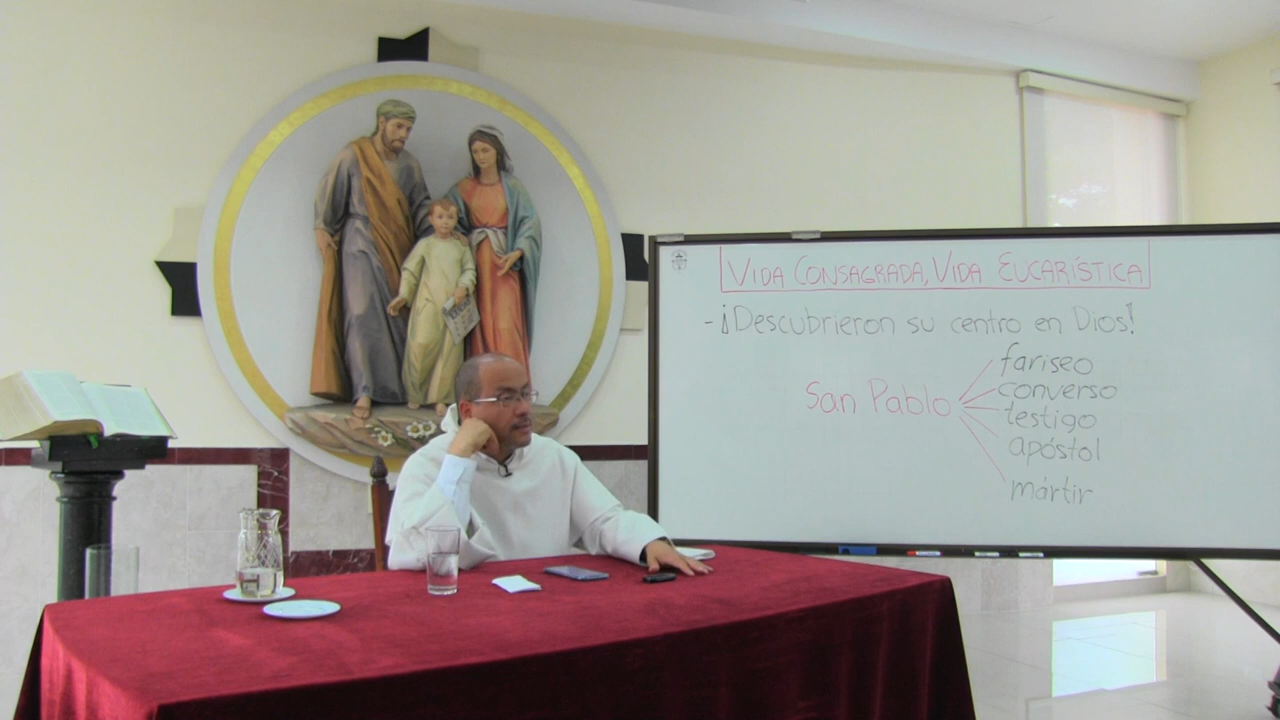 VIDA CONSAGRADA, VIDA EUCARÍSTICA
- ¡Descubrieron su centro en Dios!
San Pablo
fariseo
converso
testigo
apóstol
mártir